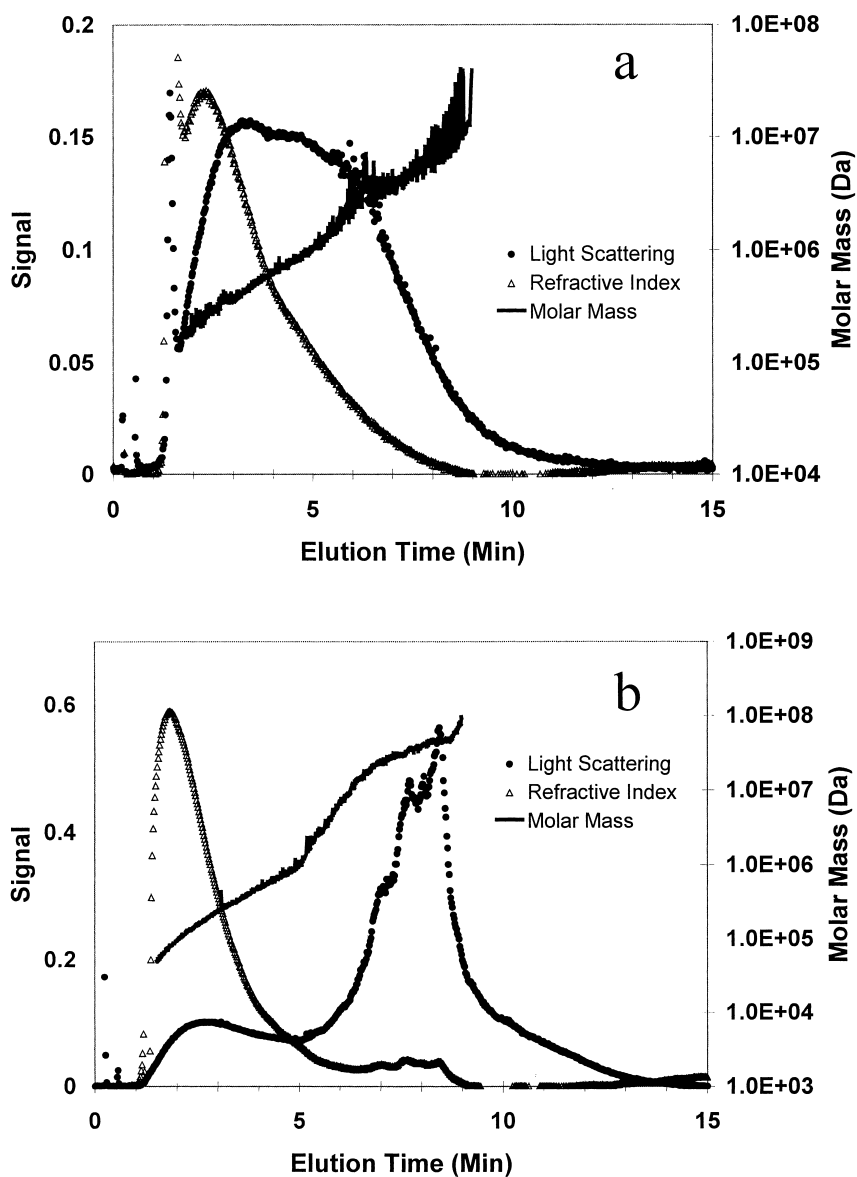 a
0.2
0.15
0.1
0.05
0
Signal
1.0E+08
1.0E+07
1.0E+06
1.0E+05
1.0E+04
Molar Mass (Da)
Light Scattering
Refractive Index
Molar Mass
0 5 10 15
Elution Time (Min)
b
0.6
0.4
0.2
0
Signal
1.0E+09
1.0E+08
1.0E+07
1.0E+06
1.0E+05
1.0E+04
1.0E+03
Molar Mass (Da)
Light Scattering
Refractive Index
Molar Mass
0 5 10 15
Elution Time (Min)